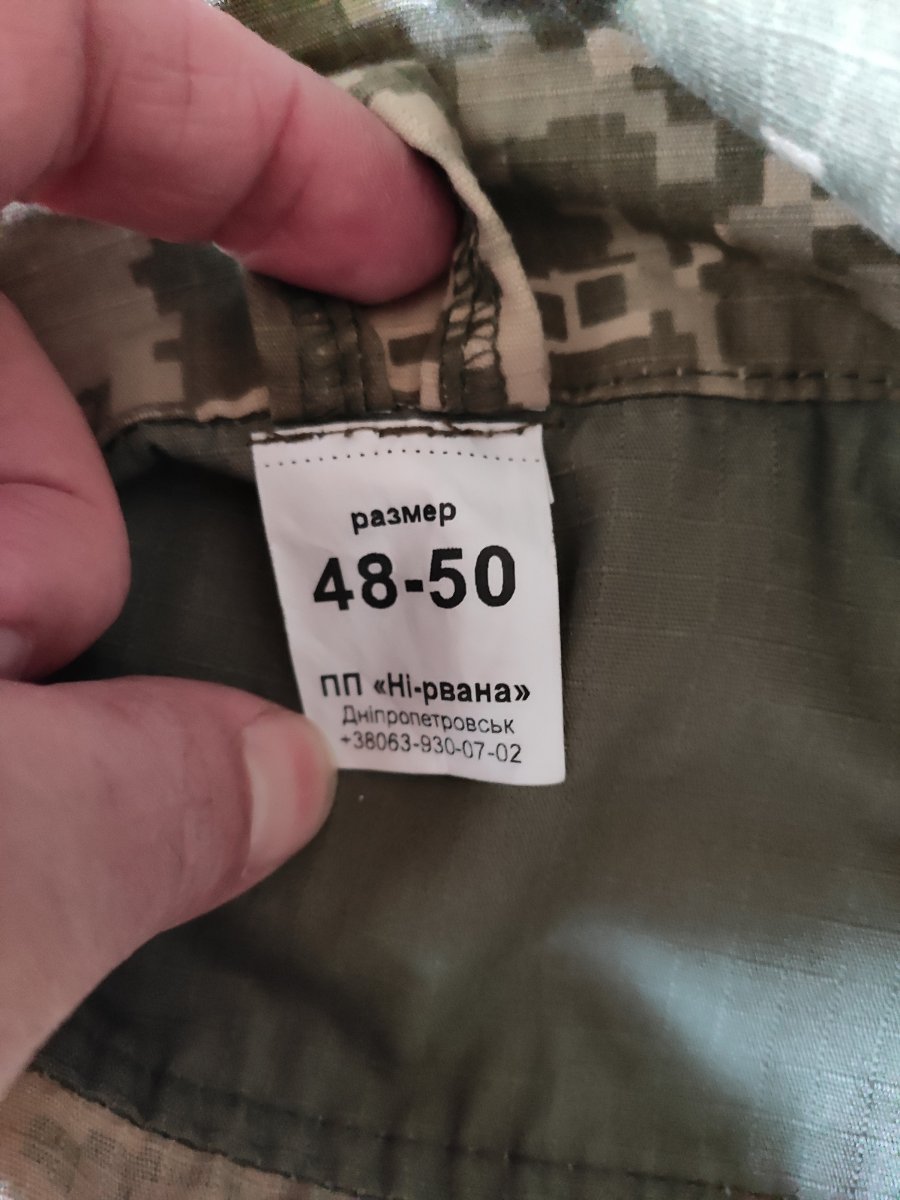 размер
48-50
ПП «Ні-рвана»
Дніпропетровськ
+38063-930-07-02